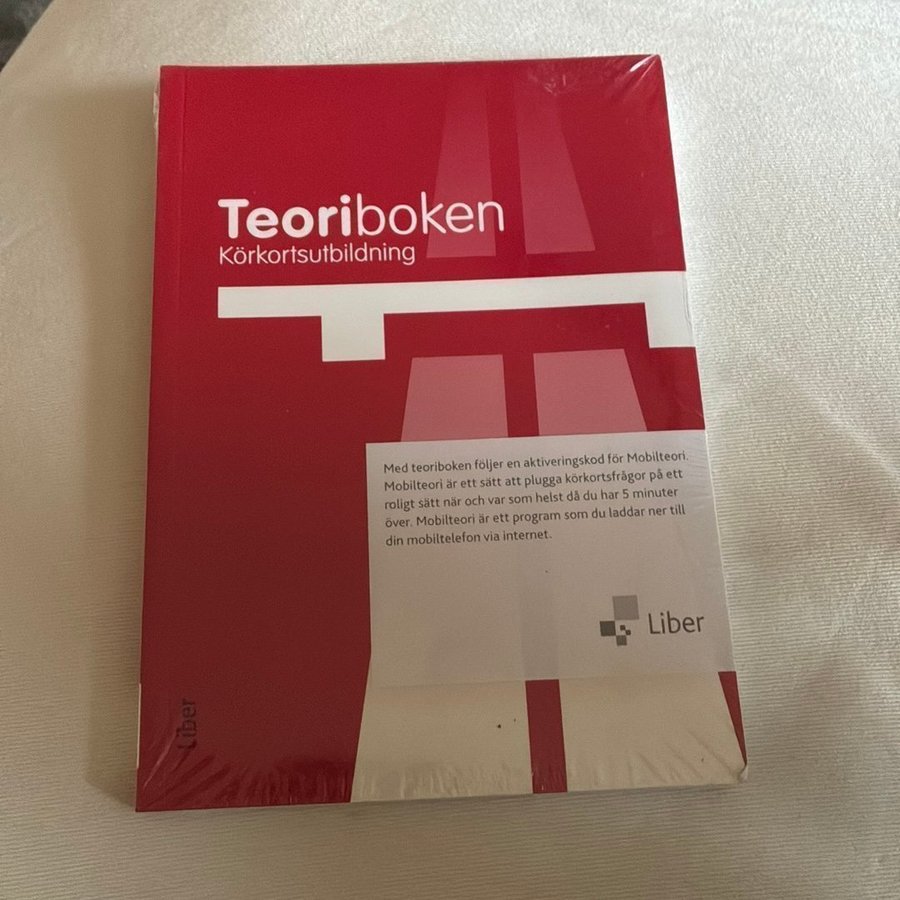 Teoriboken
Körkortsutbildning
Med teoriboken följer en aktiveringskod för Mobilteori.
Mobilteori är ett sätt att plugga körkortsfrågor på ett
roligt sätt när och var som helst då du har 5 minuter
över. Mobilteori är ett program som du laddar ner till
din mobiltelefon via internet.
Liber
Liber